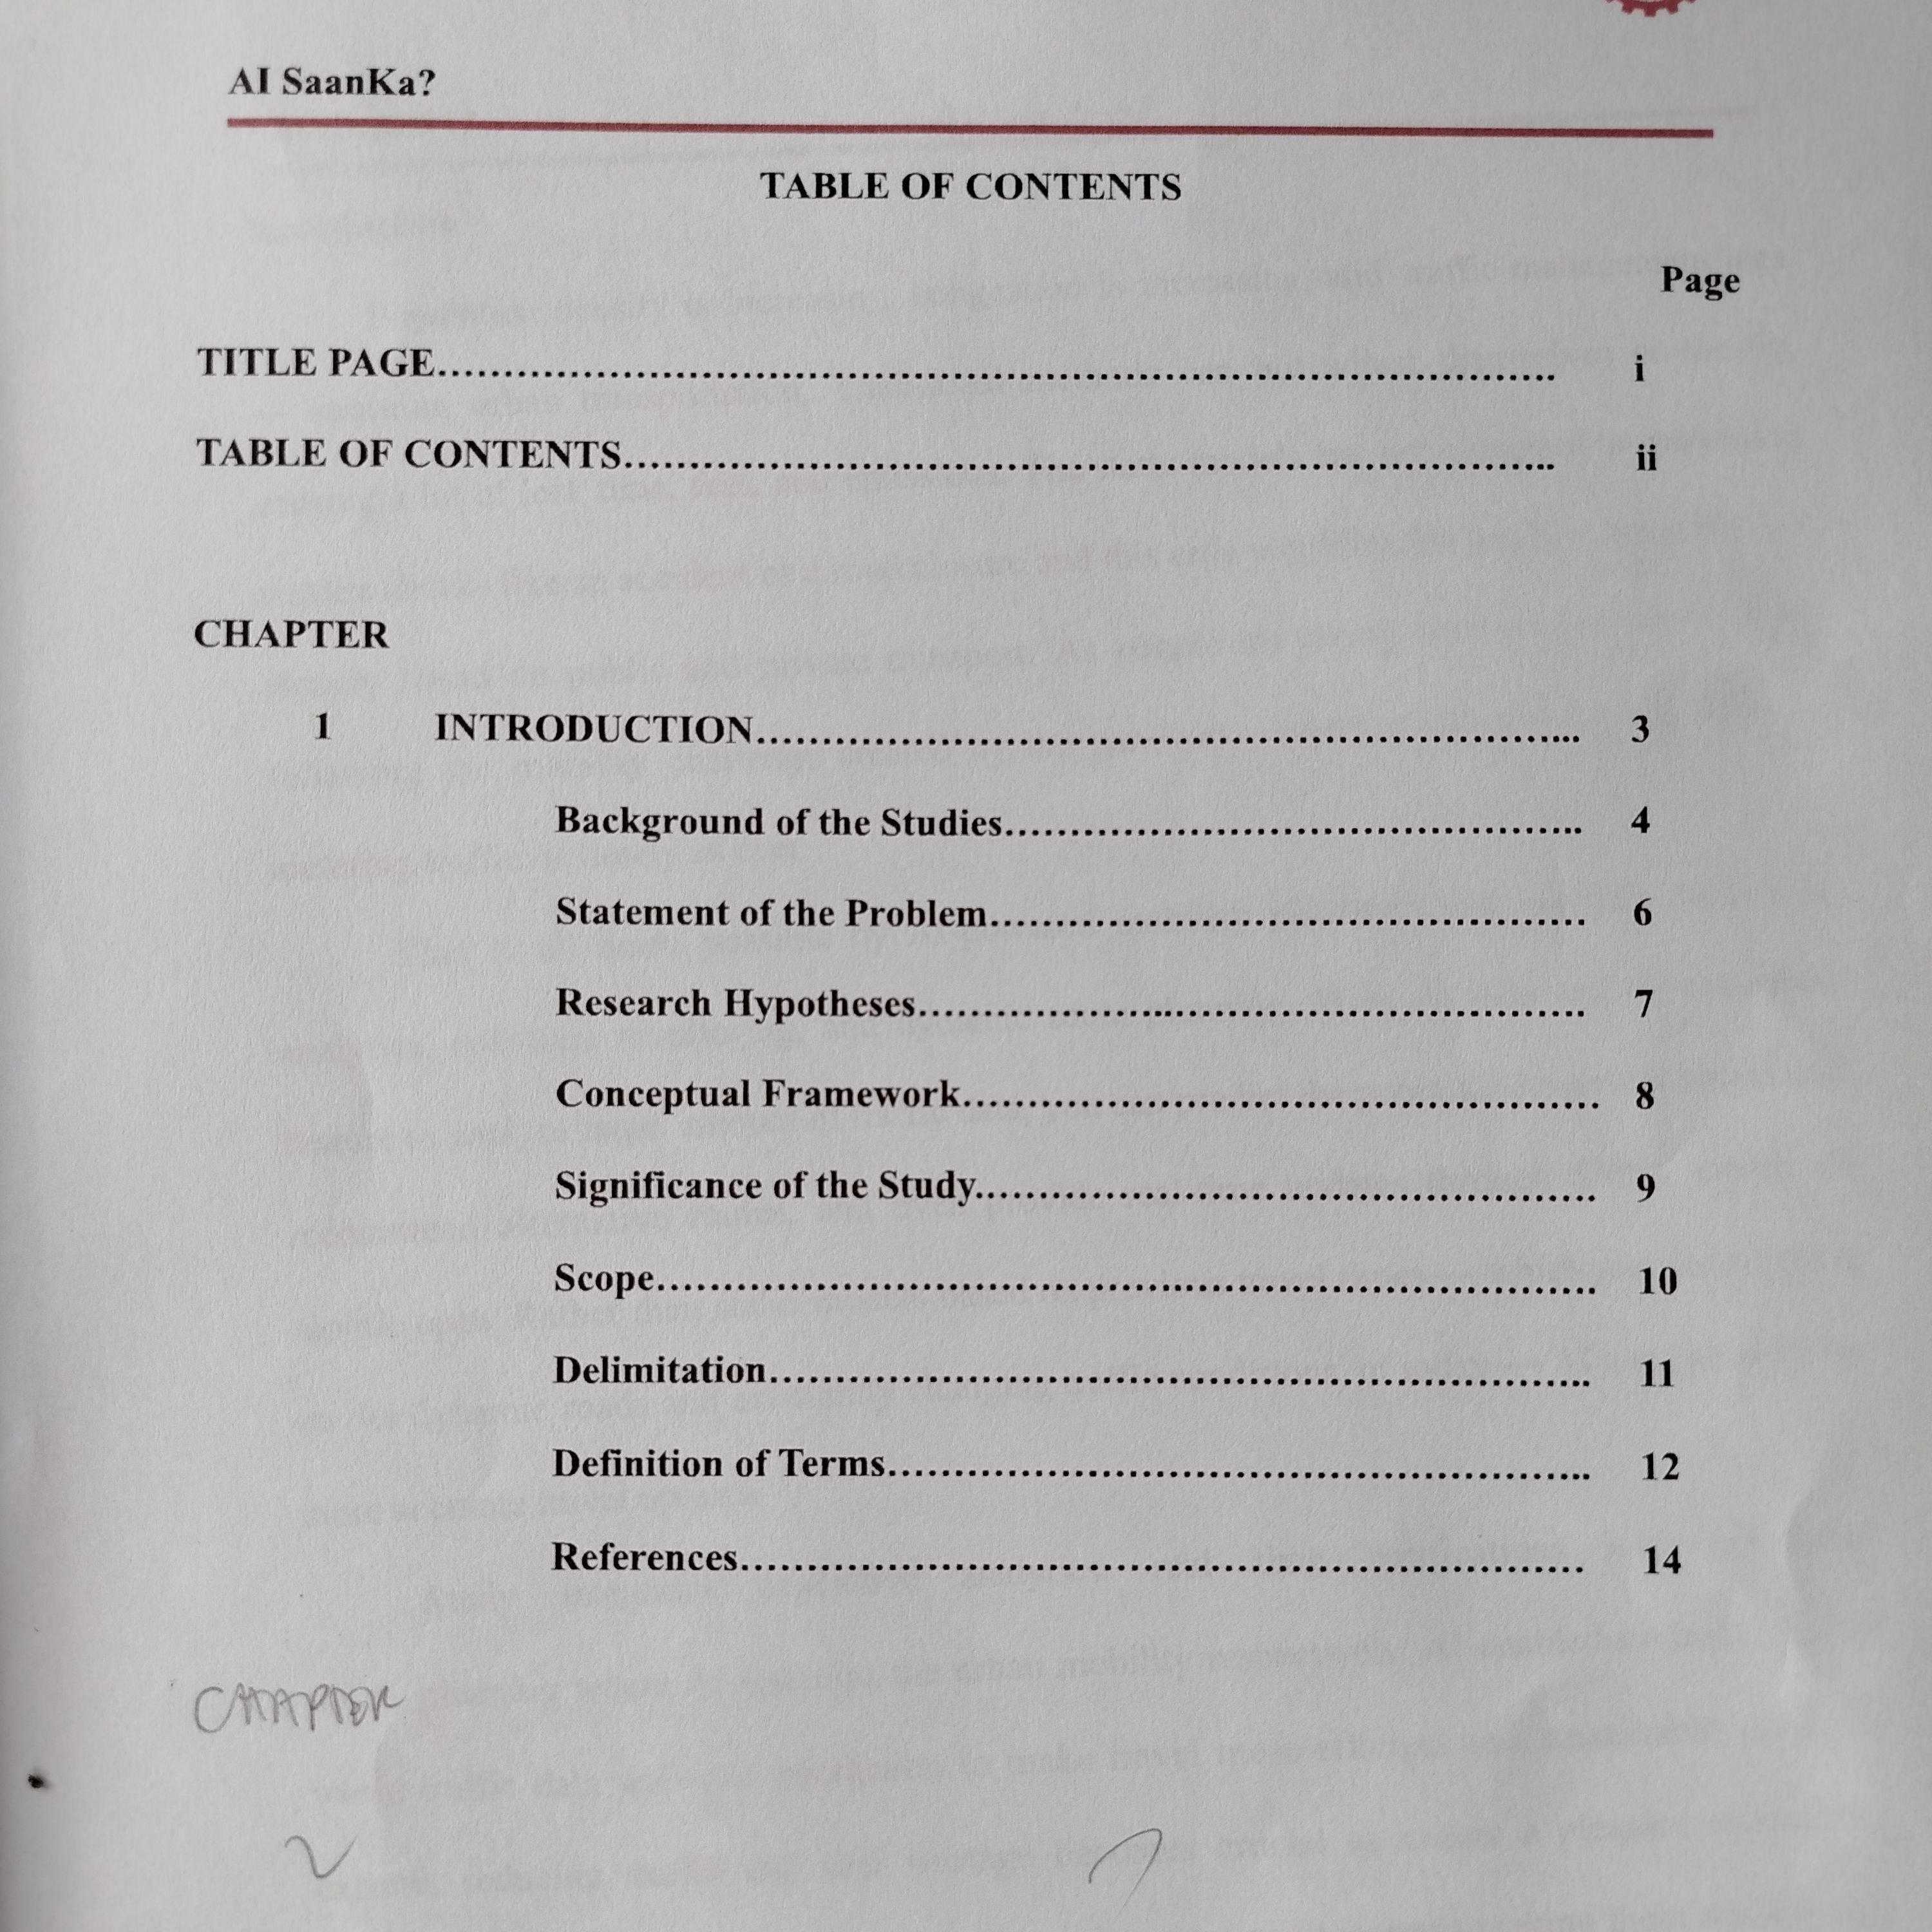 AI SaanKa?
TABLE OF CONTENTS
Page
TITLE PAGE.................................................................................... i
TABLE OF CONTENTS...................................................................... ii
CHAPTER
1 INTRODUCTION............................................................... 3
Background of the Studies............................................ 4
Statement of the Problem.............................................. 6
Research Hypotheses................................................... 7
Conceptual Framework................................................ 8
Significance of the Study............................................... 9
Scope....................................................................... 10
Delimitation............................................................... 11
Definition of Terms...................................................... 12
References................................................................. 14
CHAPTER
2